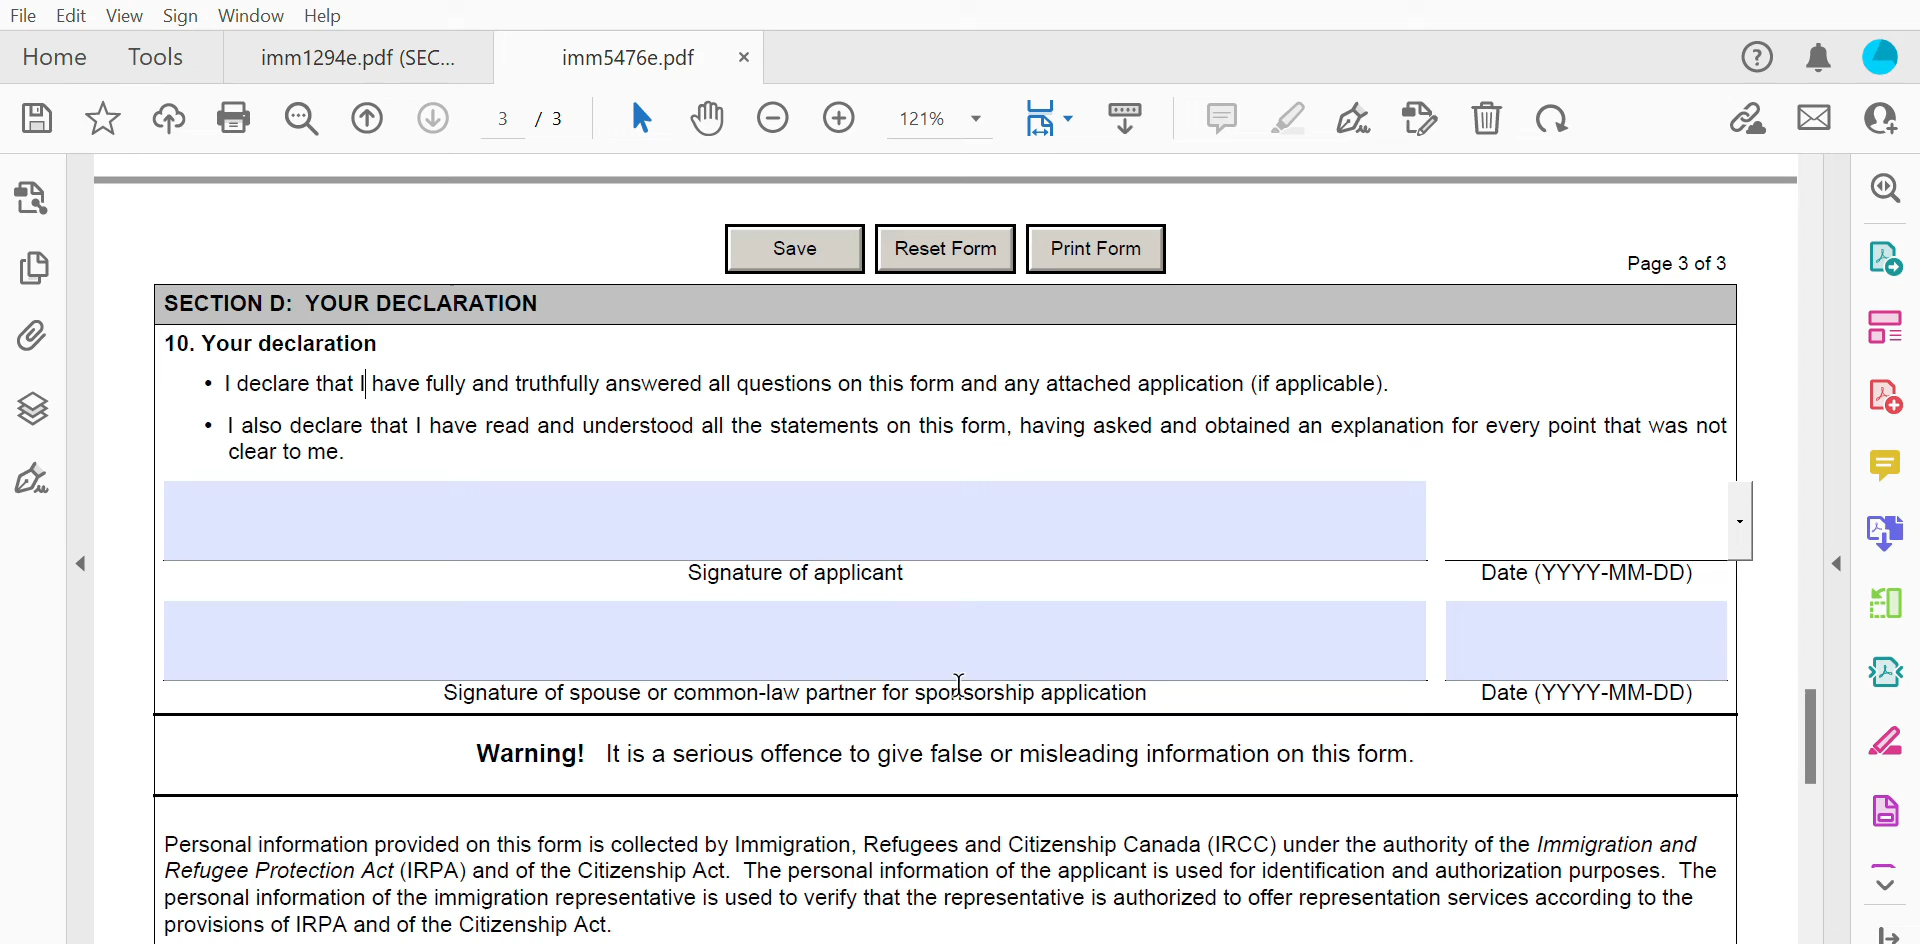 File Edit View Sign Window Help
Home Tools imm1294e.pdf (SEC... imm5476e.pdf ×
3 / 3 121%
Save Reset Form Print Form
Page 3 of 3
SECTION D: YOUR DECLARATION
10. Your declaration
• I declare that I have fully and truthfully answered all questions on this form and any attached application (if applicable).
• I also declare that I have read and understood all the statements on this form, having asked and obtained an explanation for every point that was not
clear to me.
Signature of applicant Date (YYYY-MM-DD)
Signature of spouse or common-law partner for sponsorship application Date (YYYY-MM-DD)
Warning! It is a serious offence to give false or misleading information on this form.
Personal information provided on this form is collected by Immigration, Refugees and Citizenship Canada (IRCC) under the authority of the Immigration and
Refugee Protection Act (IRPA) and of the Citizenship Act. The personal information of the applicant is used for identification and authorization purposes. The
personal information of the immigration representative is used to verify that the representative is authorized to offer representation services according to the
provisions of IRPA and of the Citizenship Act.